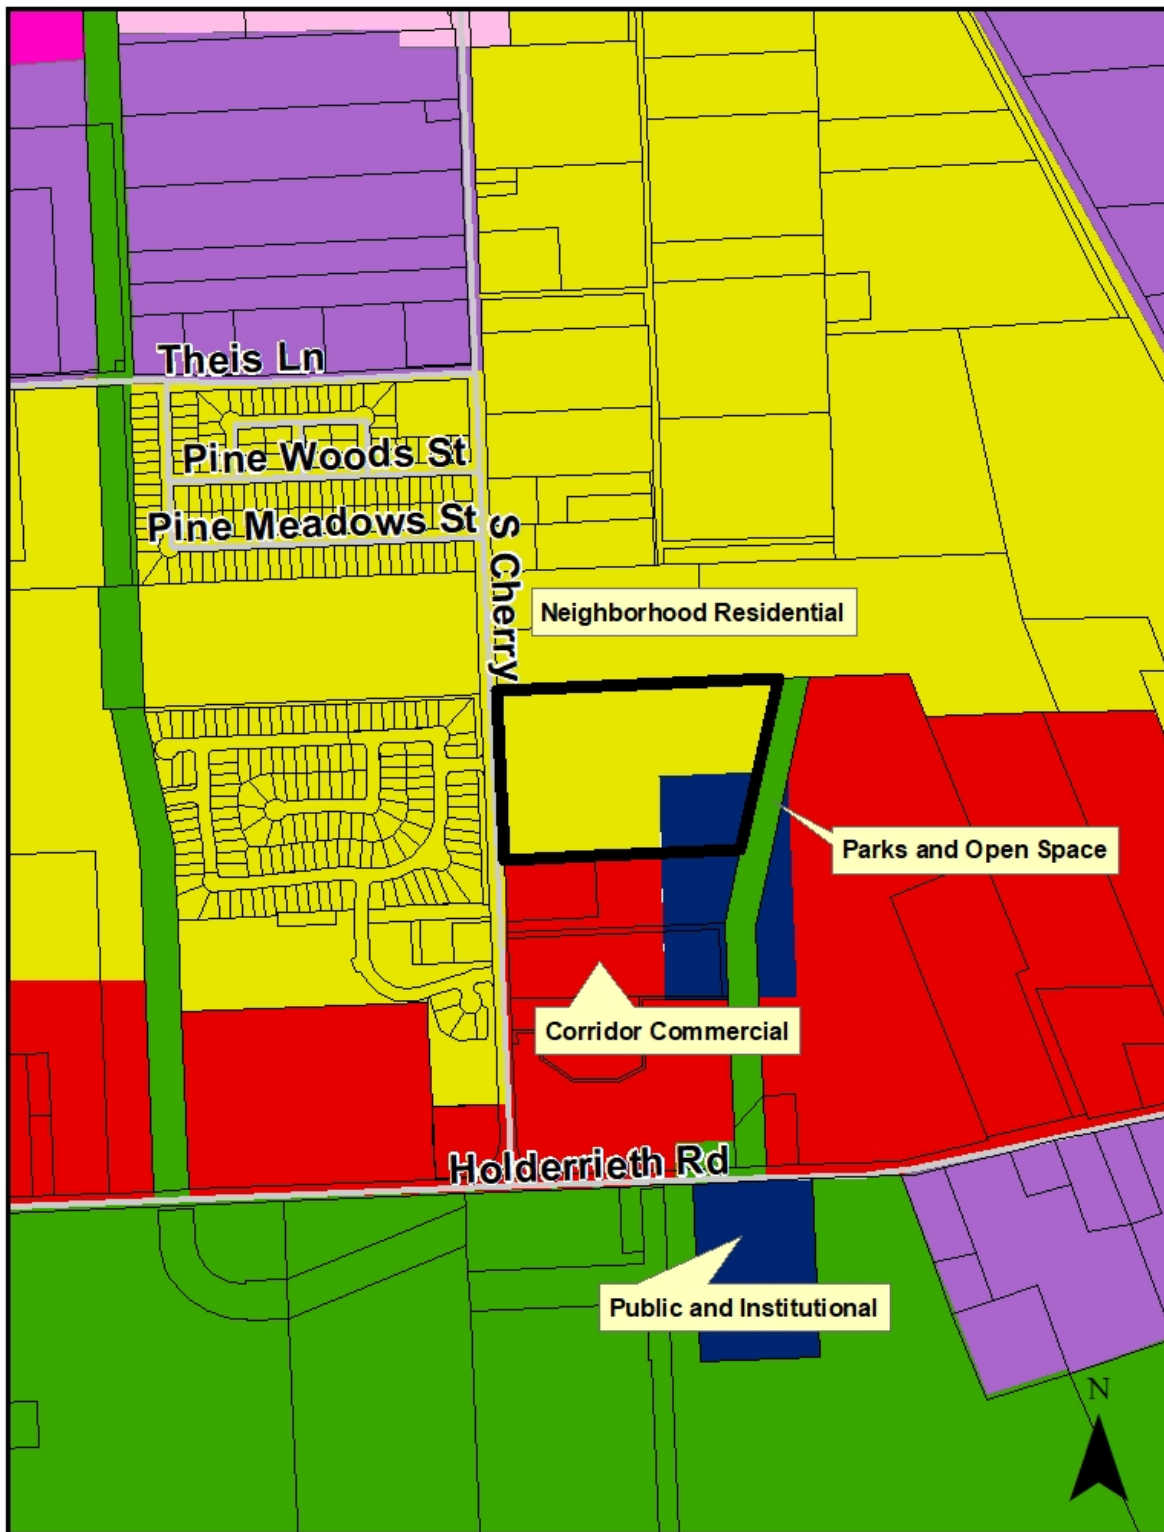 Theis Ln
Pine Woods St
Pine Meadows St
S Cherry
Neighborhood Residential
Parks and Open Space
Corridor Commercial
Holderrieth Rd
Public and Institutional
N